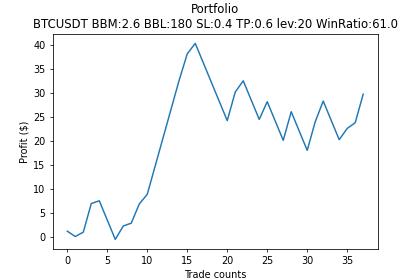 Portfolio
BTCUSDT BBM:2.6 BBL:180 SL:0.4 TP:0.6 lev:20 WinRatio:61.0
40
35
30
25
20
15
10
5
0
Profit ($)
0 5 10 15 20 25 30 35
Trade counts